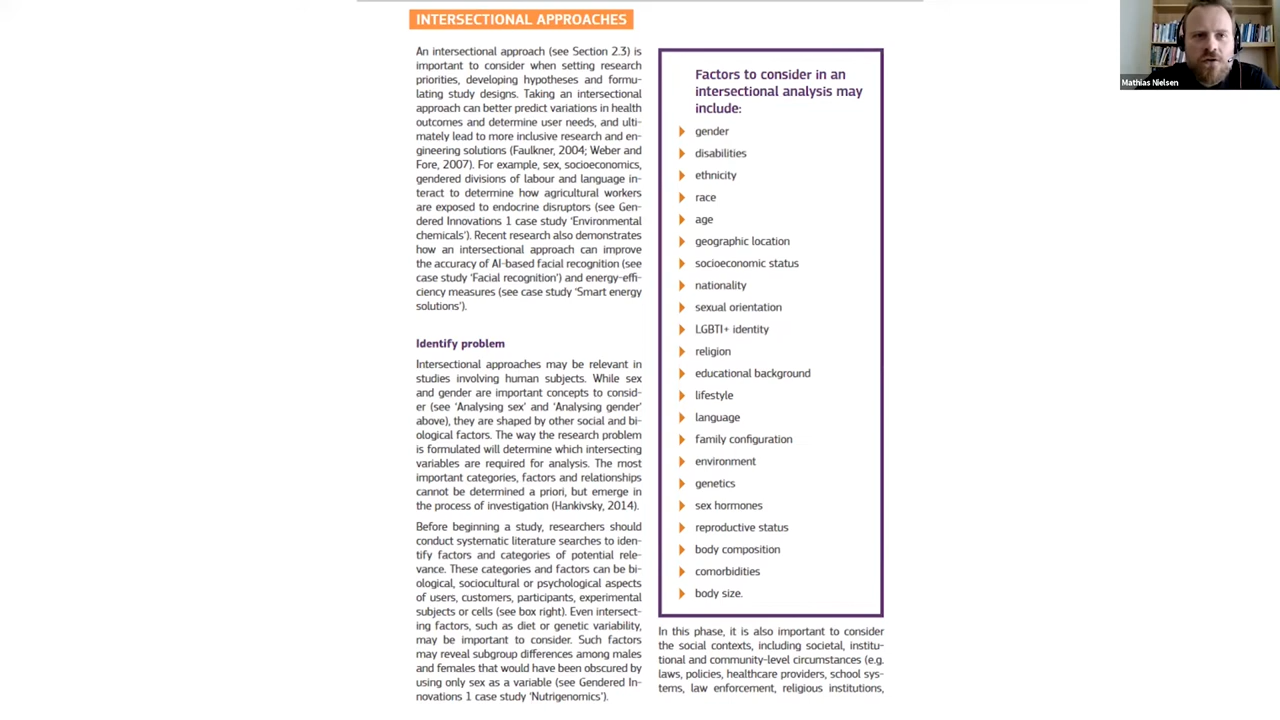 INTERSECTIONAL APPROACHES
An intersectional approach (see Section 2.3) is
important to consider when setting research
priorities, developing hypotheses and formu-
lating study designs. Taking an intersectional
approach can better predict variations in health
outcomes and determine user needs, and ulti-
mately lead to more inclusive research and en-
gineering solutions (Faulkner, 2004; Weber and
Fore, 2007). For example, sex, socioeconomics,
gendered divisions of labour and language in-
teract to determine how agricultural workers
are exposed to endocrine disruptors (see Gen-
dered Innovations 1 case study ‘Environmental
chemicals’). Recent research also demonstrates
how an intersectional approach can improve
the accuracy of AI-based facial recognition (see
case study ‘Facial recognition’) and energy-effi-
ciency measures (see case study ‘Smart energy
solutions’).
Identify problem
Intersectional approaches may be relevant in
studies involving human subjects. While sex
and gender are important concepts to consid-
er (see ‘Analysing sex’ and ‘Analysing gender’
above), they are shaped by other social and bi-
ological factors. The way the research problem
is formulated will determine which intersecting
variables are required for analysis. The most
important categories, factors and relationships
cannot be determined a priori, but emerge in
the process of investigation (Hankivsky, 2014).
Before beginning a study, researchers should
conduct systematic literature searches to iden-
tify factors and categories of potential rele-
vance. These categories and factors can be bi-
ological, sociocultural or psychological aspects
of users, customers, participants, experimental
subjects or cells (see box right). Even intersect-
ing factors, such as diet or genetic variability,
may be important to consider. Such factors
may reveal subgroup differences among males
and females that would have been obscured by
using only sex as a variable (see Gendered In-
novations 1 case study ‘Nutrigenomics’).
Factors to consider in an
intersectional analysis may
include:
gender
disabilities
ethnicity
race
age
geographic location
socioeconomic status
nationality
sexual orientation
LGBTI+ identity
religion
educational background
lifestyle
language
family configuration
environment
genetics
sex hormones
reproductive status
body composition
comorbidities
body size.
In this phase, it is also important to consider
the social contexts, including societal, institu-
tional and community-level circumstances (e.g.
laws, policies, healthcare providers, school sys-
tems, law enforcement, religious institutions,
Mathias Nielsen